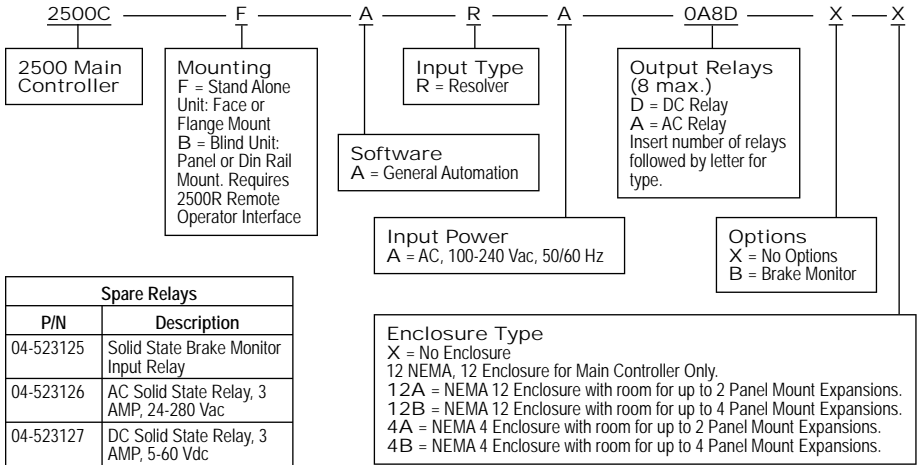 2500C F A R A 0A8D X X
2500 Main
Controller
Mounting
F = Stand Alone
Unit: Face or
Flange Mount
B = Blind Unit:
Panel or Din Rail
Mount. Requires
2500R Remote
Operator Interface
Software
A = General Automation
Input Type
R = Resolver
Input Power
A = AC, 100-240 Vac, 50/60 Hz
Output Relays
(8 max.)
D = DC Relay
A = AC Relay
Insert number of relays
followed by letter for
type.
Options
X = No Options
B = Brake Monitor
Enclosure Type
X = No Enclosure
12 NEMA, 12 Enclosure for Main Controller Only.
12A = NEMA 12 Enclosure with room for up to 2 Panel Mount Expansions.
12B = NEMA 12 Enclosure with room for up to 4 Panel Mount Expansions.
4A = NEMA 4 Enclosure with room for up to 2 Panel Mount Expansions.
4B = NEMA 4 Enclosure with room for up to 4 Panel Mount Expansions.
Spare Relays
P/N Description
04-523125 Solid State Brake Monitor
Input Relay
04-523126 AC Solid State Relay, 3
AMP, 24-280 Vac
04-523127 DC Solid State Relay, 3
AMP, 5-60 Vdc